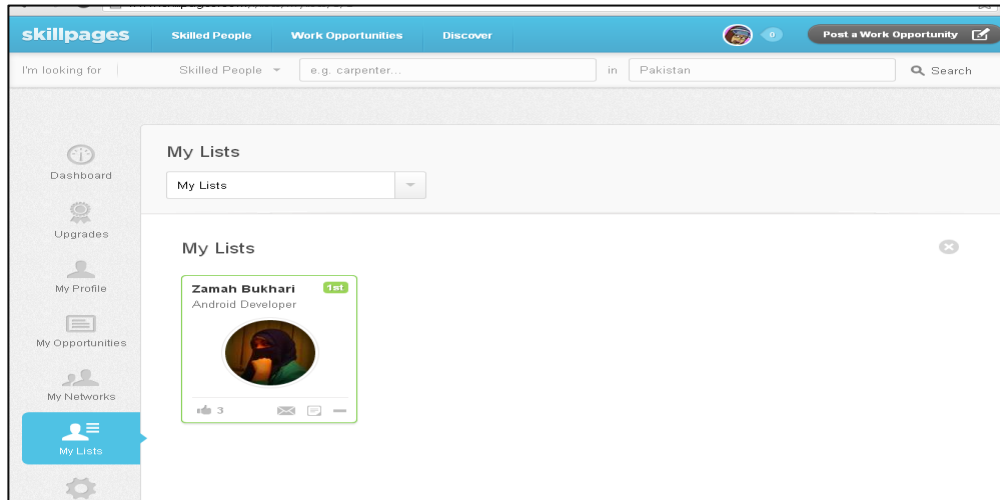 skillpages Skilled People Work Opportunities Discover 0 Post a Work Opportunity
I'm looking for Skilled People e.g. carpenter... in Pakistan Search
My Lists
My Lists
Dashboard
Upgrades
My Profile
My Opportunities
My Networks
My Lists
My Lists
Zamah Bukhari 1st
Android Developer
3